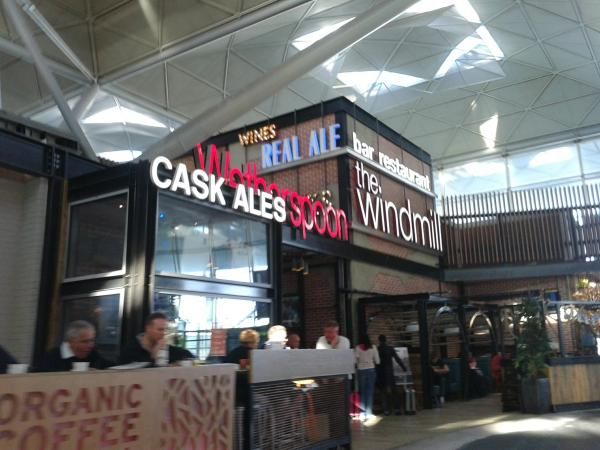 WINES
REAL ALE
Wetherspoon
CASK ALES
bar restaurant
the
windmill
ORGANIC
COFFEE